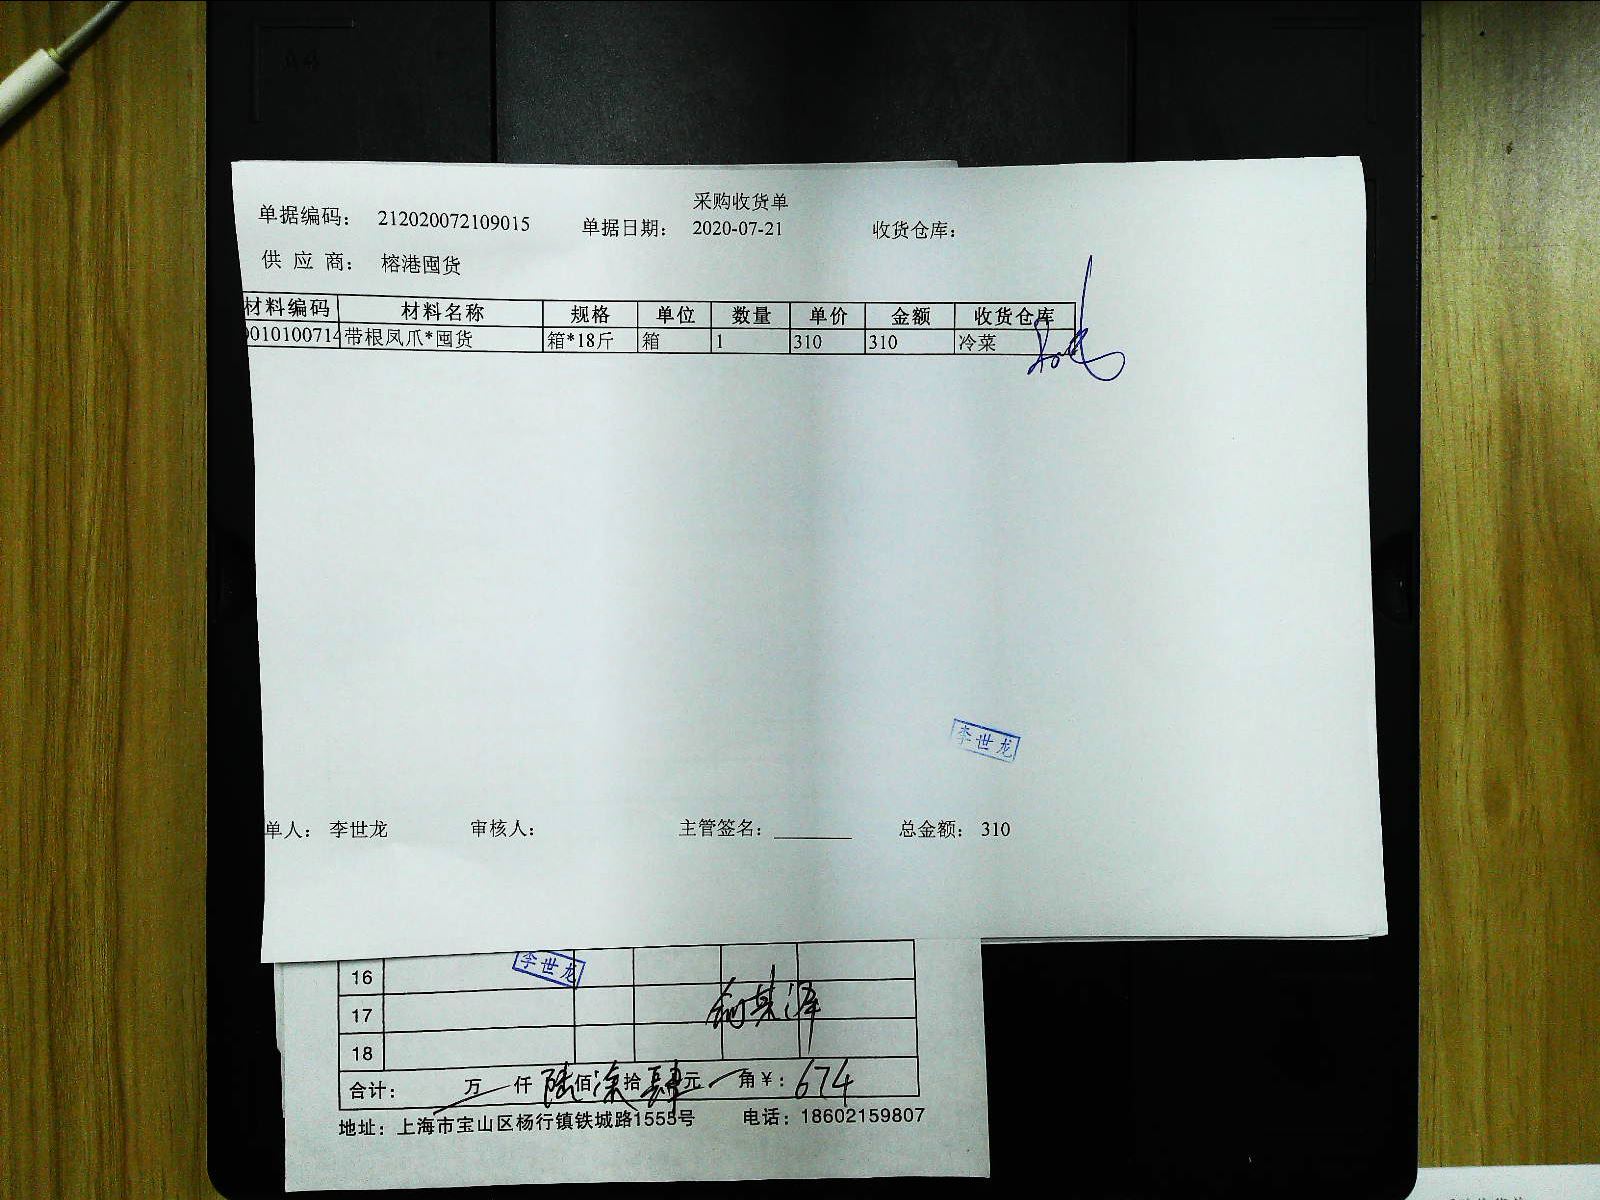 采购收货单
单据编码： 212020072109015 单据日期： 2020-07-21 收货仓库：
供 应 商： 榕港囤货
材料编码 材料名称 规格 单位 数量 单价 金额 收货仓库
0010100714 带根凤爪*囤货 箱*18斤 箱 1 310 310 冷菜
李世龙
单人： 李世龙 审核人： 主管签名： 总金额： 310
16 李世龙
17
18
合计： 万 仟 陆 佰 柒 拾 肆 元 角 ¥： 674
地址：上海市宝山区杨行镇铁城路1555号 电话：18602159807